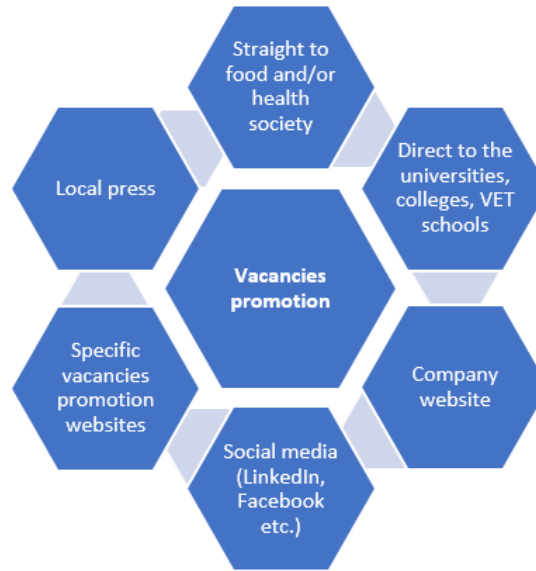 Straight to
food and/or
health
society
Direct to the
universities,
colleges, VET
schools
Local press
Vacancies
promotion
Company
website
Specific
vacancies
promotion
websites
Social media
(LinkedIn,
Facebook
etc.)